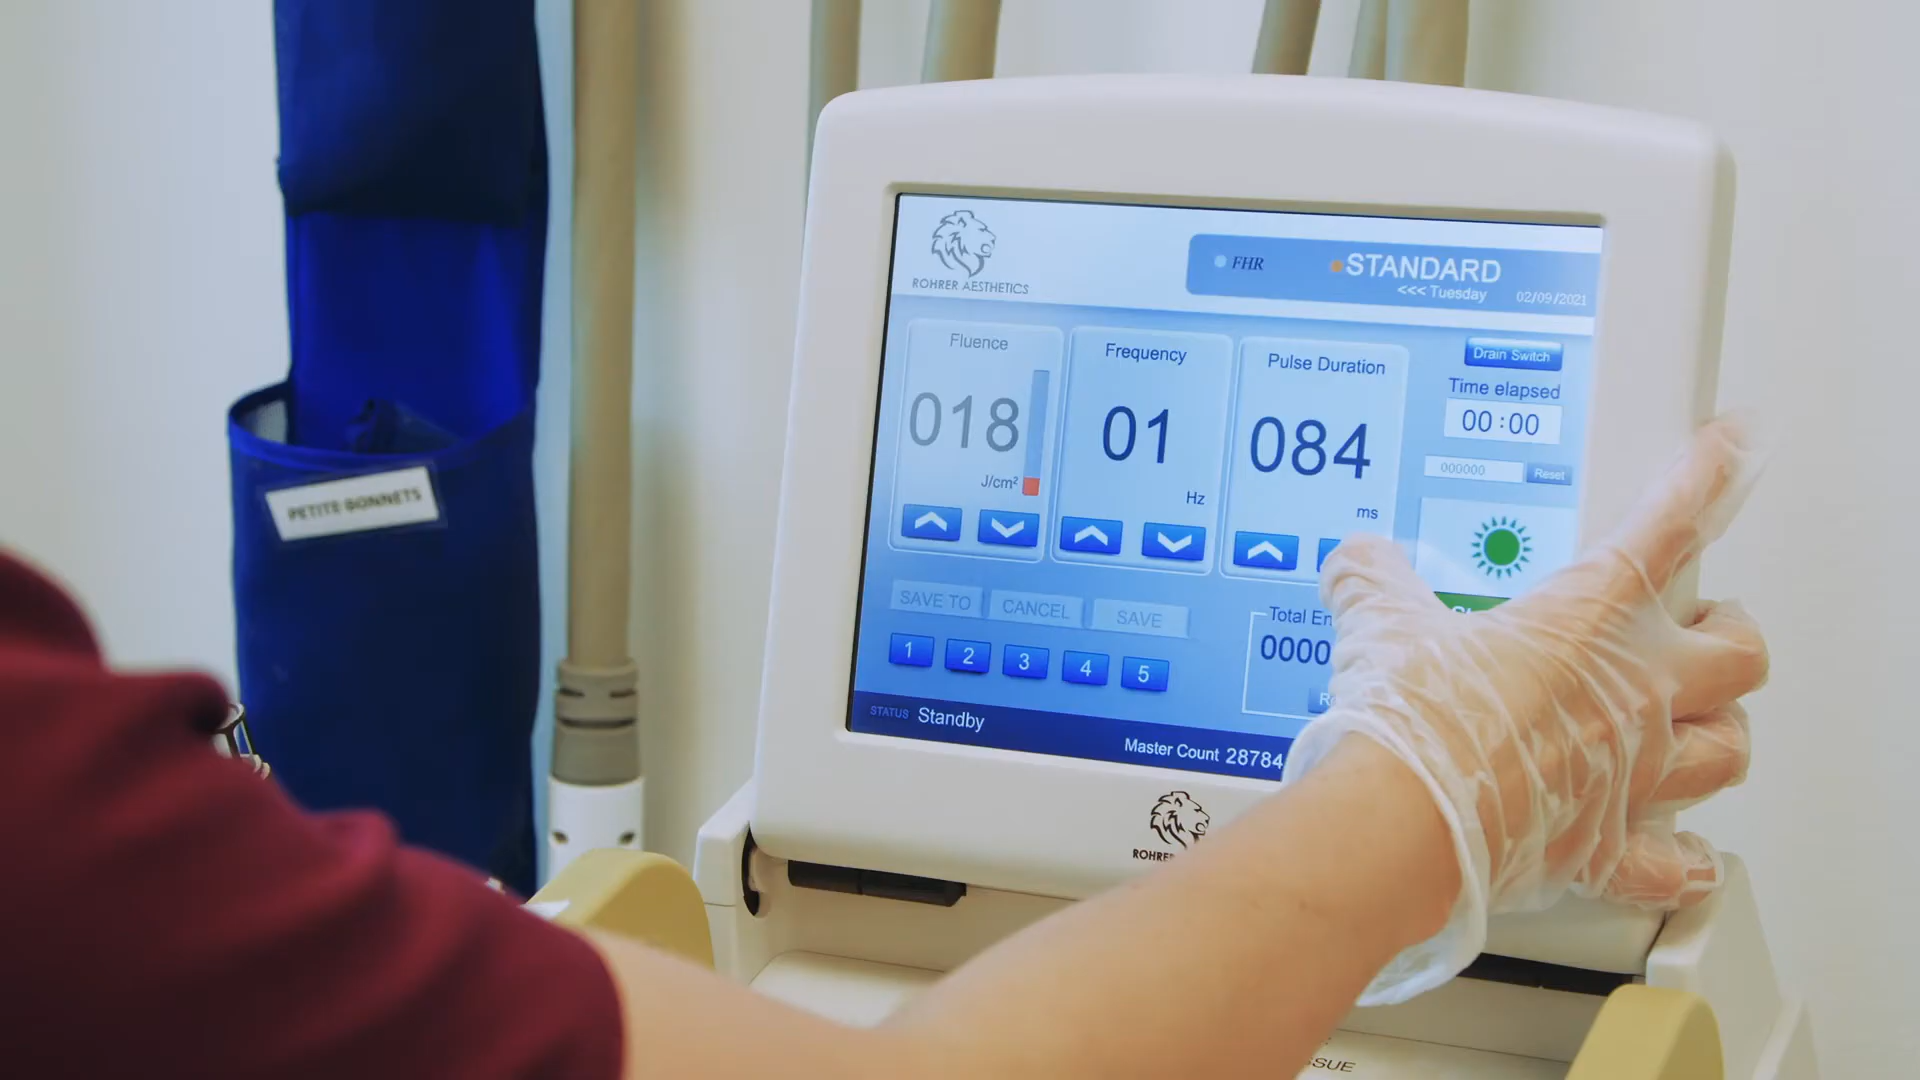 ROHRER AESTHETICS
FHR
STANDARD
<<< Tuesday
02/09/2021
Fluence
018
J/cm²
Frequency
01
Hz
Pulse Duration
084
ms
Drain Switch
Time elapsed
00:00
000000
Reset
SAVE TO
CANCEL
SAVE
1
2
3
4
5
Total En
0000
R
STATUS Standby
Master Count 28784
ROHRE
PETITE BONNETS
SSUE